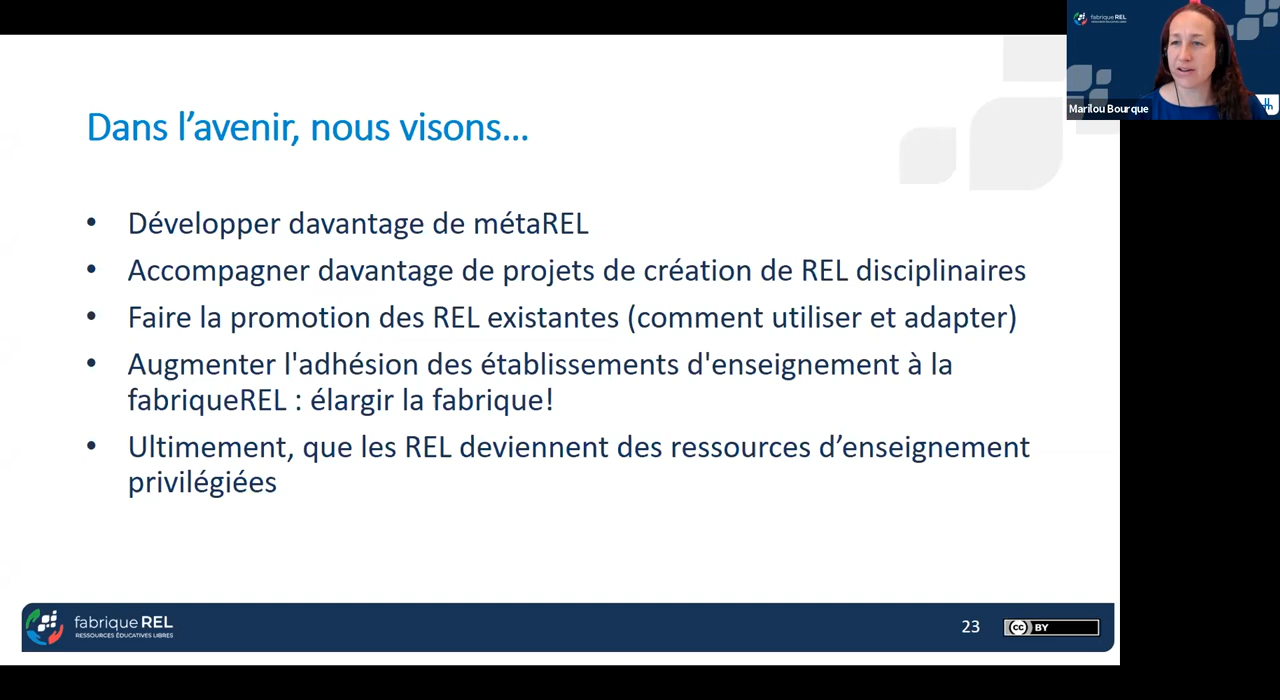 fabrique REL
RESSOURCES ÉDUCATIVES LIBRES
Marilou Bourque
Dans l’avenir, nous visons…
• Développer davantage de métaREL
• Accompagner davantage de projets de création de REL disciplinaires
• Faire la promotion des REL existantes (comment utiliser et adapter)
• Augmenter l'adhésion des établissements d'enseignement à la
fabriqueREL : élargir la fabrique!
• Ultimement, que les REL deviennent des ressources d’enseignement
privilégiées
fabrique REL
RESSOURCES ÉDUCATIVES LIBRES
23
cc BY